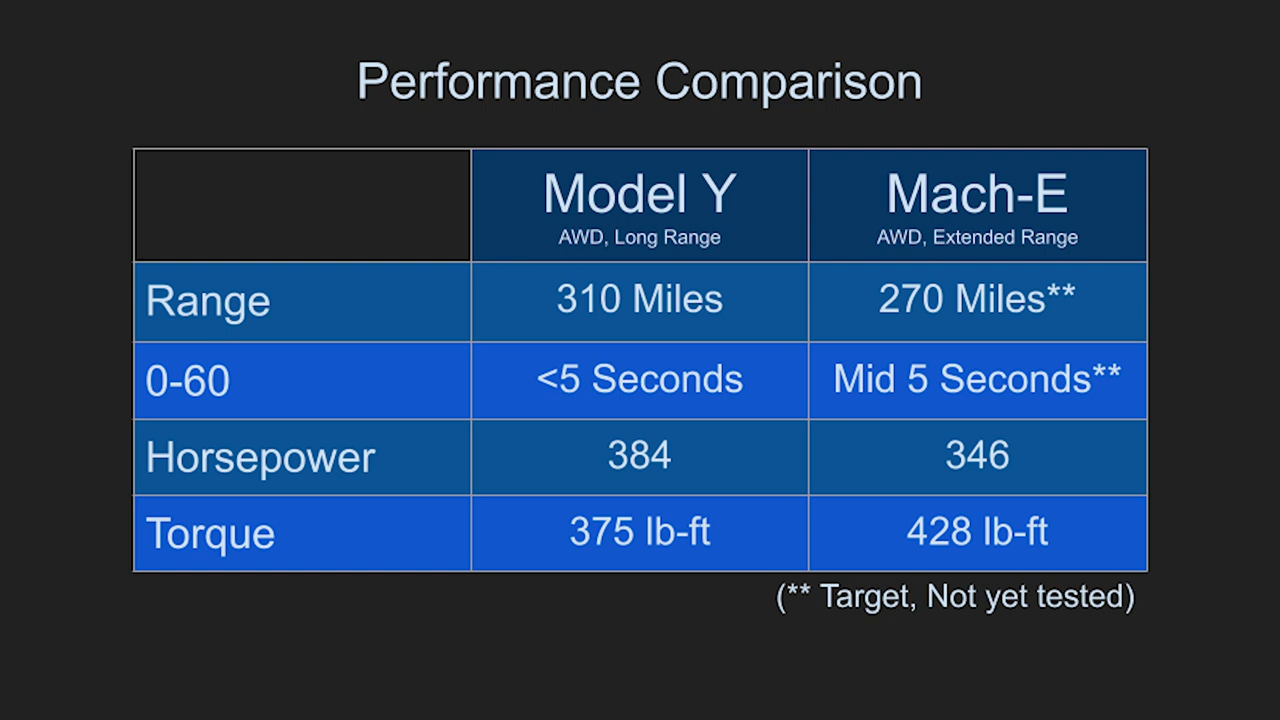 Performance Comparison
Model Y
Mach-E
AWD, Long Range
AWD, Extended Range
Range
310 Miles
270 Miles**
0-60
<5 Seconds
Mid 5 Seconds**
Horsepower
384
346
Torque
375 lb-ft
428 lb-ft
(** Target, Not yet tested)